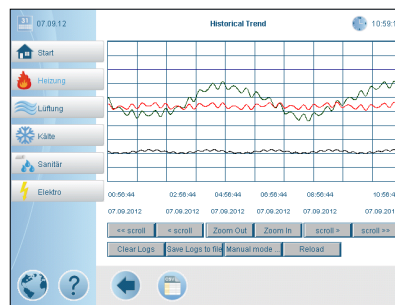 31
07.09.12
Historical Trend
10:59:1
Start
Heizung
Lüftung
Kälte
Sanitär
Elektro
00:56:44 02:56:44 04:56:44 06:56:44 08:56:44 10:56:4
07.09.2012 07.09.2012 07.09.2012 07.09.2012 07.09.2012 07.09.201
<< scroll < scroll Zoom Out Zoom In scroll > scroll >>
Clear Logs Save Logs to file Manual mode ... Reload
?